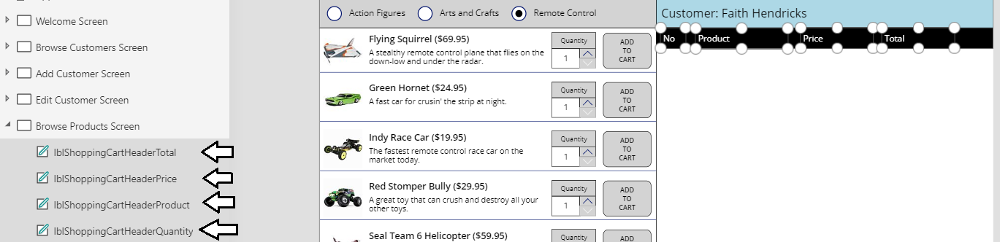 Welcome Screen
Browse Customers Screen
Add Customer Screen
Edit Customer Screen
Browse Products Screen
lblShoppingCartHeaderTotal
lblShoppingCartHeaderPrice
lblShoppingCartHeaderProduct
lblShoppingCartHeaderQuantity
Action Figures Arts and Crafts Remote Control
Flying Squirrel ($69.95)
A stealthy remote control plane that flies on the
down-low and under the radar.
Quantity
1
ADD
TO
CART
Green Hornet ($24.95)
A fast car for crusin' the strip at night.
Quantity
1
ADD
TO
CART
Indy Race Car ($19.95)
The fastest remote control race car on the
market today.
Quantity
1
ADD
TO
CART
Red Stomper Bully ($29.95)
A great toy that can crush and destroy all your
other toys.
Quantity
1
ADD
TO
CART
Seal Team 6 Helicopter ($59.95)
Quantity
ADD
Customer: Faith Hendricks
No Product Price Total